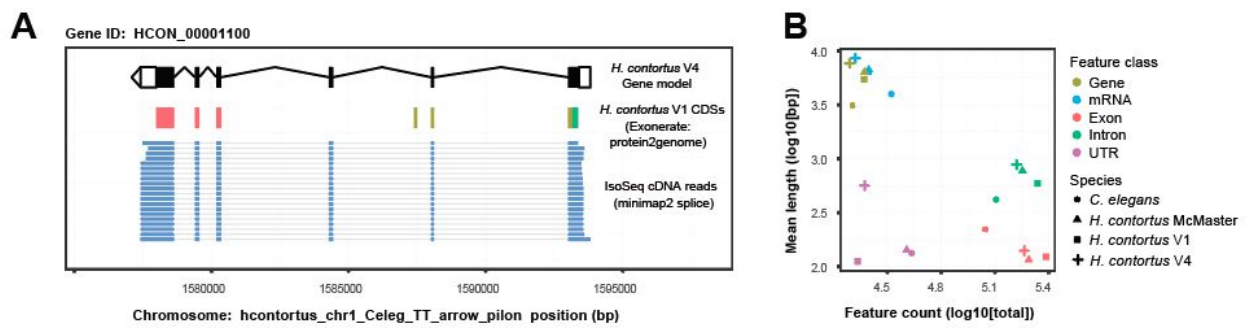 A
Gene ID: HCON_00001100
H. contortus V4
Gene model
H. contortus V1 CDSs
(Exonerate:
protein2genome)
IsoSeq cDNA reads
(minimap2 splice)
1580000
1585000
1590000
1595000
Chromosome: hcontortus_chr1_Celeg_TT_arrow_pilon position (bp)
B
Mean length (log10[bp])
4.0
3.5
3.0
2.5
2.0
4.5
4.8
5.1
5.4
Feature count (log10[total])
Feature class
Gene
mRNA
Exon
Intron
UTR
Species
C. elegans
H. contortus McMaster
H. contortus V1
H. contortus V4